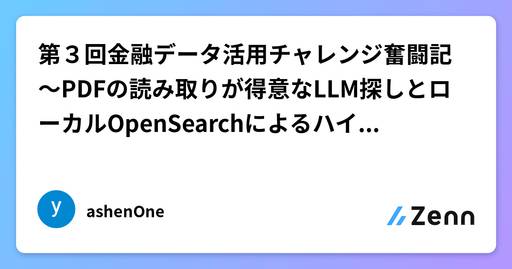 第３回金融データ活用チャレンジ奮闘記
～PDFの読み取りが得意なLLM探しとロ
ーカルOpenSearchによるハイ...
y
ashenOne
Zenn